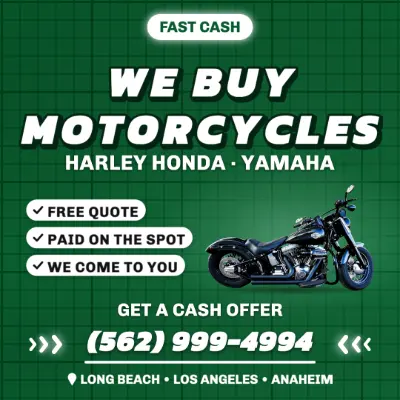 FAST CASH
WE BUY
MOTORCYCLES
HARLEY HONDA · YAMAHA
FREE QUOTE
PAID ON THE SPOT
WE COME TO YOU
GET A CASH OFFER
(562) 999-4994
LONG BEACH • LOS ANGELES • ANAHEIM